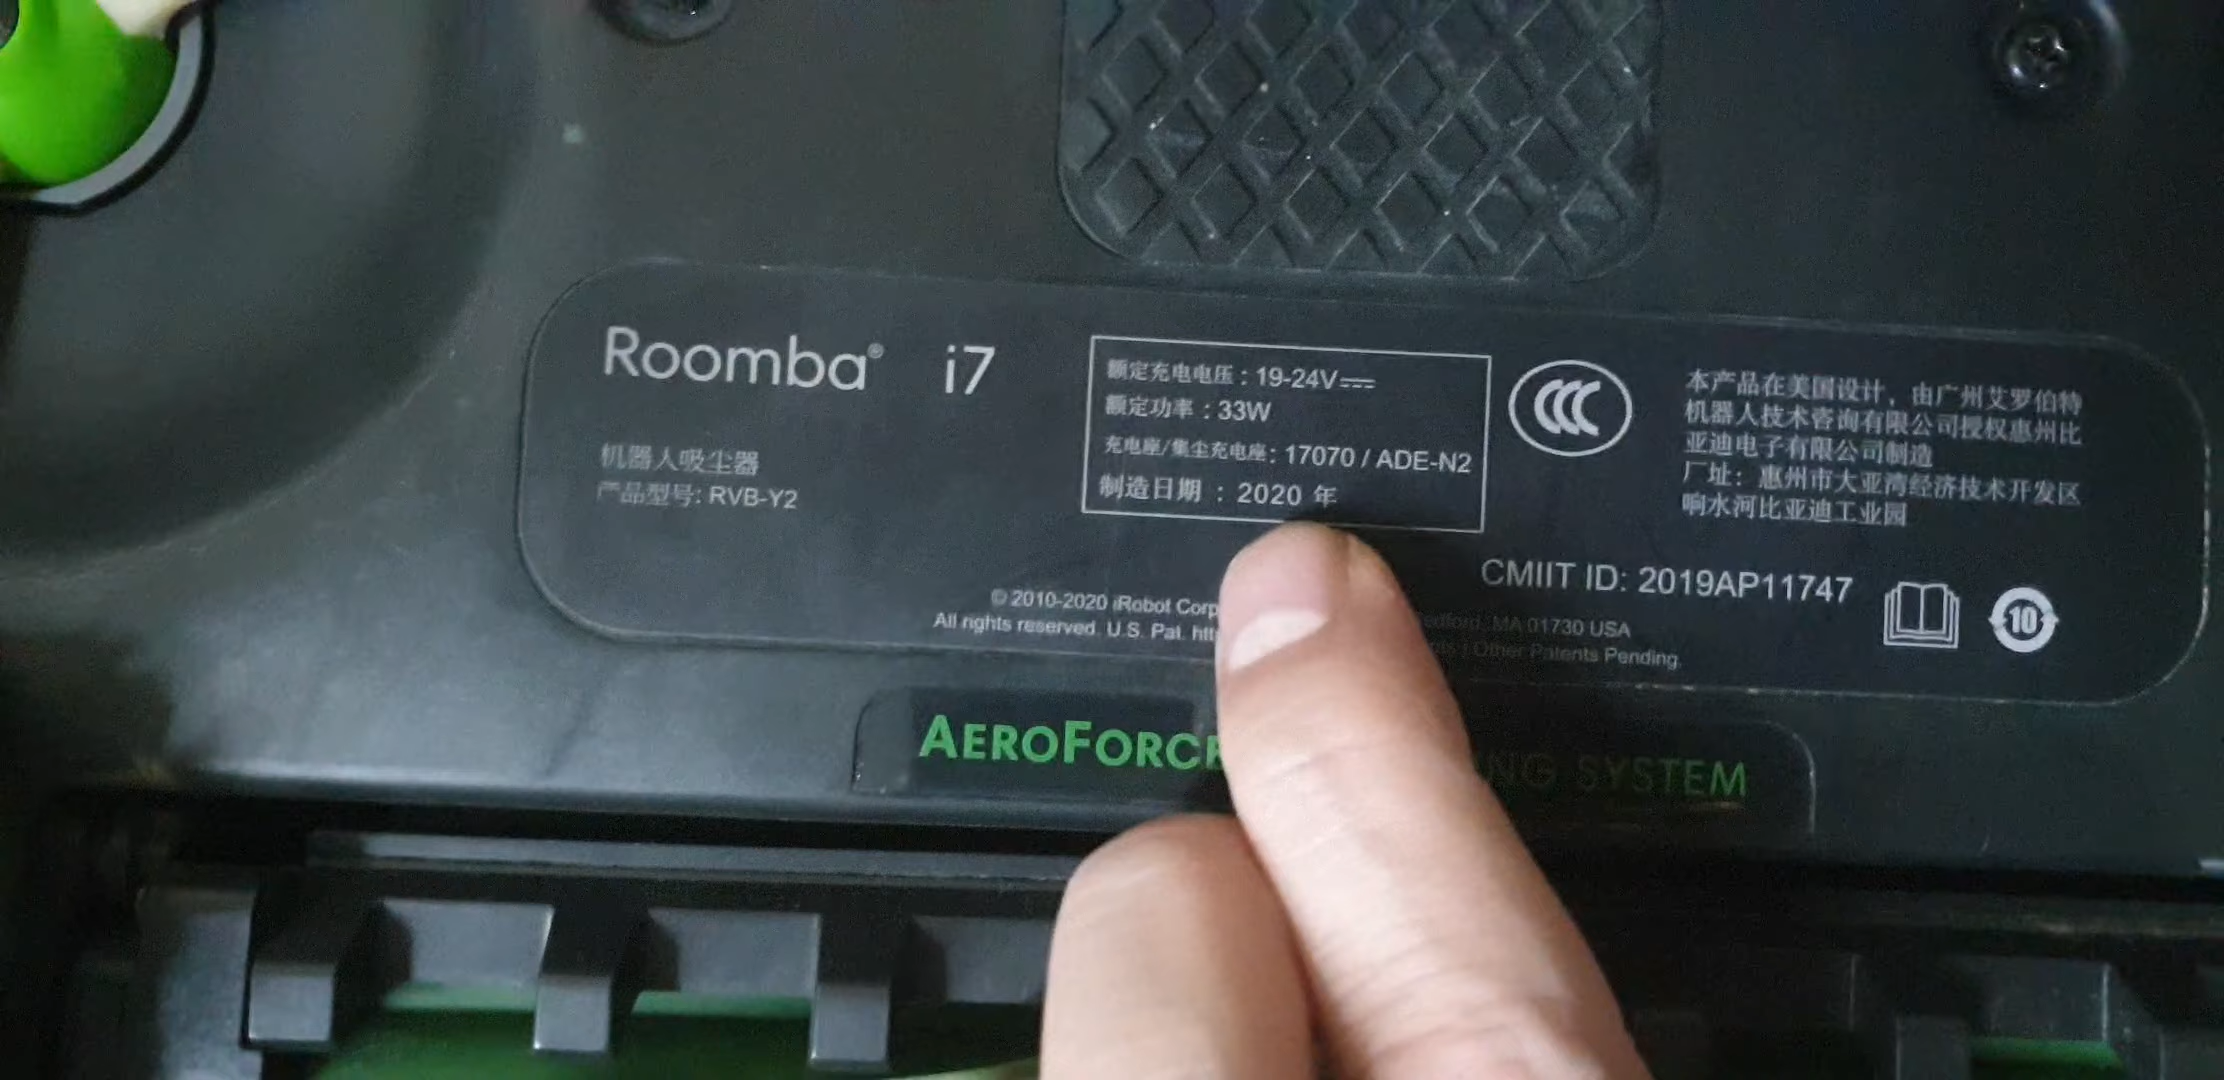 Roomba® i7
机器人吸尘器
产品型号: RVB-Y2
额定充电电压 : 19-24V
额定功率 : 33W
充电座/集尘充电座: 17070 / ADE-N2
制造日期 : 2020 年
CCC
本产品在美国设计，由广州艾罗伯特
机器人技术咨询有限公司授权惠州比
亚迪电子有限公司制造
厂址：惠州市大亚湾经济技术开发区
响水河比亚迪工业园
CMIIT ID: 2019AP11747
10
© 2010-2020 iRobot Corp MA 01730 USA
All rights reserved. U.S. Pat. Other Patents Pending.
AEROFORCE SYSTEM